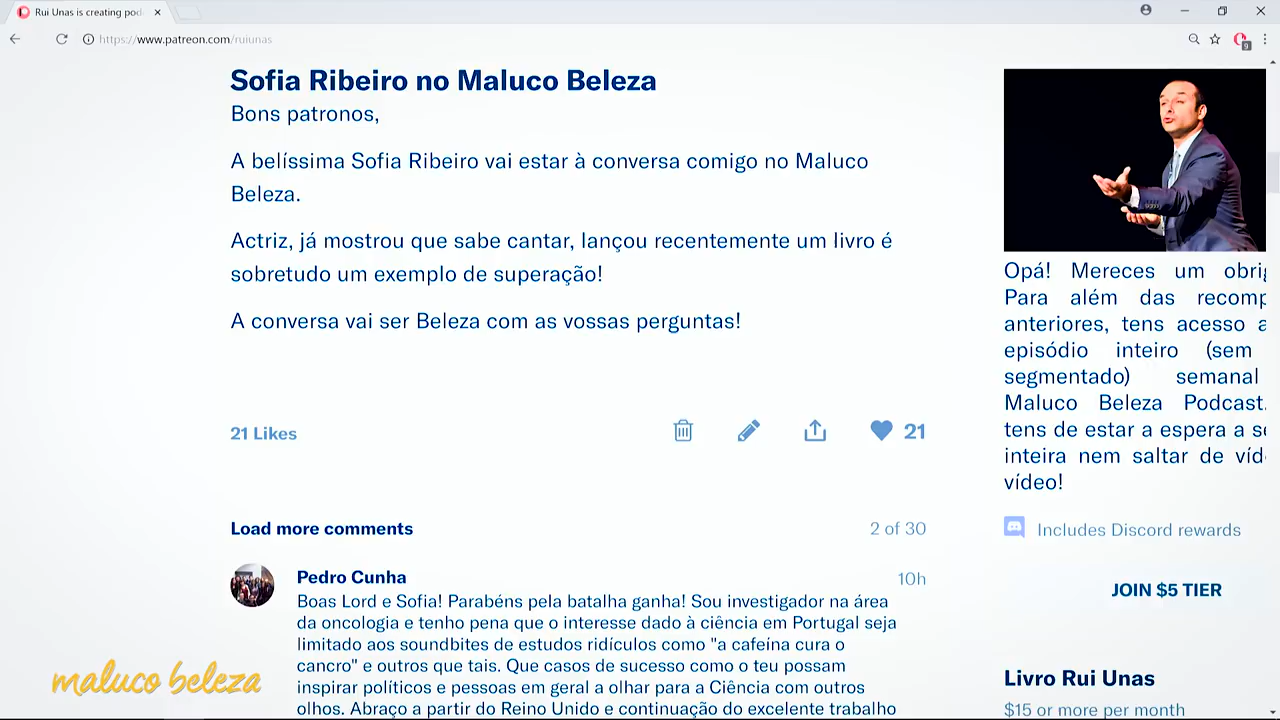 Rui Unas is creating pod
https://www.patreon.com/ruiunas
9
Sofia Ribeiro no Maluco Beleza
Bons patronos,
A belíssima Sofia Ribeiro vai estar à conversa comigo no Maluco
Beleza.
Actriz, já mostrou que sabe cantar, lançou recentemente um livro é
sobretudo um exemplo de superação!
A conversa vai ser Beleza com as vossas perguntas!
21 Likes
21
Load more comments
2 of 30
Pedro Cunha
10h
Boas Lord e Sofia! Parabéns pela batalha ganha! Sou investigador na área
da oncologia e tenho pena que o interesse dado à ciência em Portugal seja
limitado aos soundbites de estudos ridículos como "a cafeína cura o
cancro" e outros que tais. Que casos de sucesso como o teu possam
inspirar políticos e pessoas em geral a olhar para a Ciência com outros
olhos. Abraço a partir do Reino Unido e continuação do excelente trabalho
Opá! Mereces um obrig
Para além das recomp
anteriores, tens acesso a
episódio inteiro (sem
segmentado) semanal
Maluco Beleza Podcast.
tens de estar a espera a se
inteira nem saltar de víd
vídeo!
Includes Discord rewards
JOIN $5 TIER
Livro Rui Unas
$15 or more per month
maluco beleza